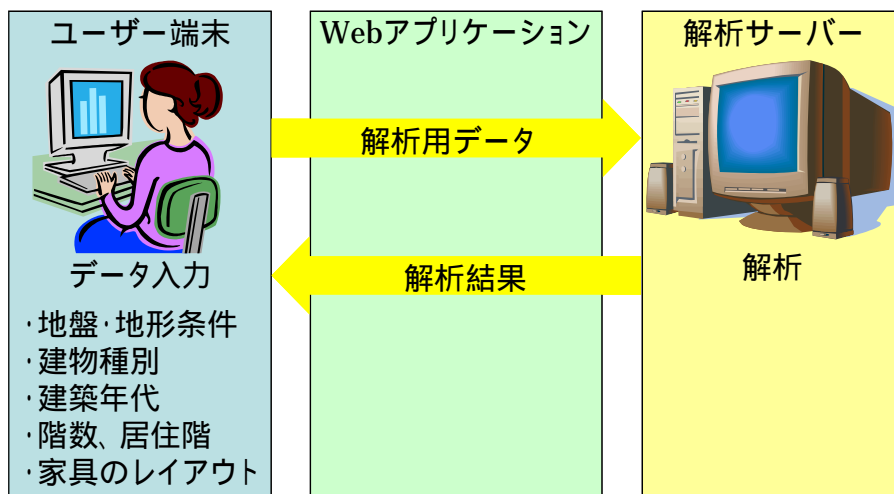 ユーザー端末
データ入力
・地盤・地形条件
・建物種別
・建築年代
・階数、居住階
・家具のレイアウト
Webアプリケーション
解析用データ
解析結果
解析サーバー
解析